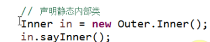 // 声明静态内部类
Inner in = new Outer.Inner();
in.sayInner();